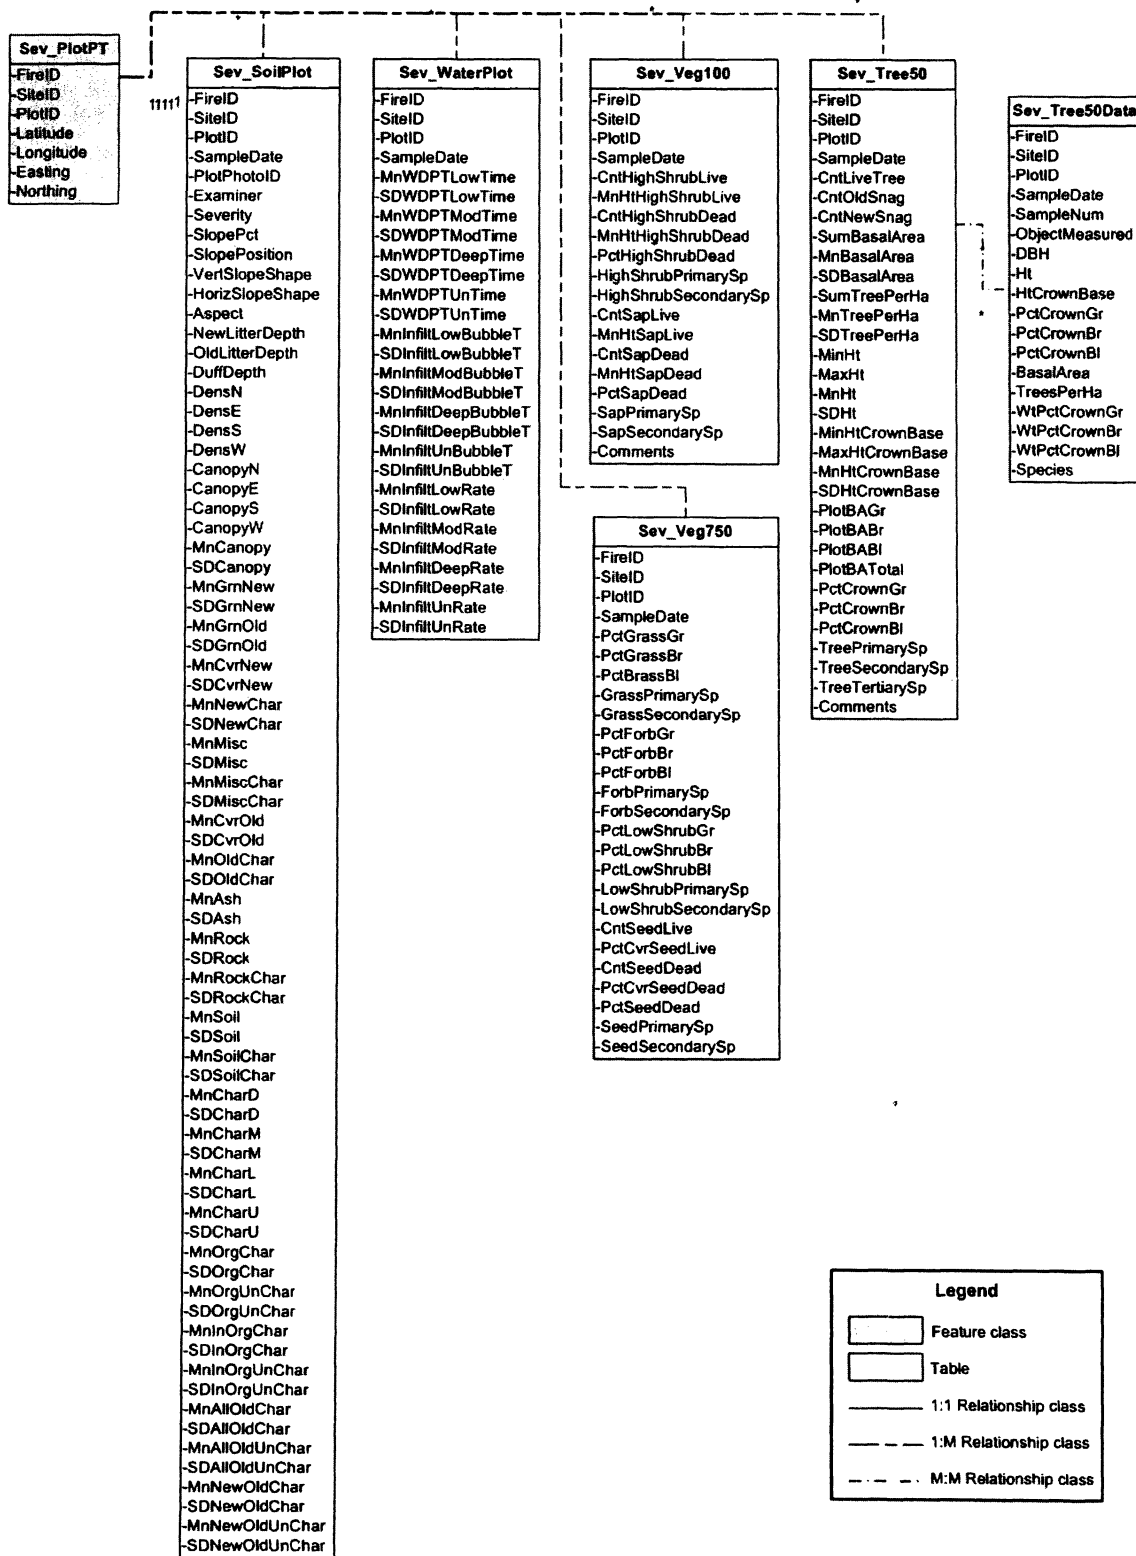 Sev_PlotPT
-FireID
-SiteID
-PlotID
-Latitude
-Longitude
-Easting
-Northing
11111
Sev_SoilPlot
-FireID
-SiteID
-PlotID
-SampleDate
-PlotPhotoID
-Examiner
-Severity
-SlopePct
-SlopePosition
-VertSlopeShape
-HorizSlopeShape
-Aspect
-NewLitterDepth
-OldLitterDepth
-DuffDepth
-DensN
-DensE
-DensS
-DensW
-CanopyN
-CanopyE
-CanopyS
-CanopyW
-MnCanopy
-SDCanopy
-MnGrnNew
-SDGrnNew
-MnGrnOld
-SDGrnOld
-MnCvrNew
-SDCvrNew
-MnNewChar
-SDNewChar
-MnMisc
-SDMisc
-MnMiscChar
-SDMiscChar
-MnCvrOld
-SDCvrOld
-MnOldChar
-SDOldChar
-MnAsh
-SDAsh
-MnRock
-SDRock
-MnRockChar
-SDRockChar
-MnSoil
-SDSoil
-MnSoilChar
-SDSoilChar
-MnCharD
-SDCharD
-MnCharM
-SDCharM
-MnCharL
-SDCharL
-MnCharU
-SDCharU
-MnOrgChar
-SDOrgChar
-MnOrgUnChar
-SDOrgUnChar
-MnInOrgChar
-SDInOrgChar
-MnInOrgUnChar
-SDInOrgUnChar
-MnAllOldChar
-SDAllOldChar
-MnAllOldUnChar
-SDAllOldUnChar
-MnNewOldChar
-SDNewOldChar
-MnNewOldUnChar
-SDNewOldUnChar
Sev_WaterPlot
-FireID
-SiteID
-PlotID
-SampleDate
-MnWDPTLowTime
-SDWDPTLowTime
-MnWDPTModTime
-SDWDPTModTime
-MnWDPTDeepTime
-SDWDPTDeepTime
-MnWDPTUnTime
-SDWDPTUnTime
-MnInfiltLowBubbleT
-SDInfiltLowBubbleT
-MnInfiltModBubbleT
-SDInfiltModBubbleT
-MnInfiltDeepBubbleT
-SDInfiltDeepBubbleT
-MnInfiltUnBubbleT
-SDInfiltUnBubbleT
-MnInfiltLowRate
-SDInfiltLowRate
-MnInfiltModRate
-SDInfiltModRate
-MnInfiltDeepRate
-SDInfiltDeepRate
-MnInfiltUnRate
-SDInfiltUnRate
Sev_Veg100
-FireID
-SiteID
-PlotID
-SampleDate
-CntHighShrubLive
-MnHtHighShrubLive
-CntHighShrubDead
-MnHtHighShrubDead
-PctHighShrubDead
-HighShrubPrimarySp
-HighShrubSecondarySp
-CntSapLive
-MnHtSapLive
-CntSapDead
-MnHtSapDead
-PctSapDead
-SapPrimarySp
-SapSecondarySp
-Comments
Sev_Veg750
-FireID
-SiteID
-PlotID
-SampleDate
-PctGrassGr
-PctGrassBr
-PctBrassBl
-GrassPrimarySp
-GrassSecondarySp
-PctForbGr
-PctForbBr
-PctForbBl
-ForbPrimarySp
-ForbSecondarySp
-PctLowShrubGr
-PctLowShrubBr
-PctLowShrubBl
-LowShrubPrimarySp
-LowShrubSecondarySp
-CntSeedLive
-PctCvrSeedLive
-CntSeedDead
-PctCvrSeedDead
-PctSeedDead
-SeedPrimarySp
-SeedSecondarySp
Sev_Tree50
-FireID
-SiteID
-PlotID
-SampleDate
-CntLiveTree
-CntOldSnag
-CntNewSnag
-SumBasalArea
-MnBasalArea
-SDBasalArea
-SumTreePerHa
-MnTreePerHa
-SDTreePerHa
-MinHt
-MaxHt
-MnHt
-SDHt
-MinHtCrownBase
-MaxHtCrownBase
-MnHtCrownBase
-SDHtCrownBase
-PlotBAGr
-PlotBABr
-PlotBABl
-PlotBATotal
-PctCrownGr
-PctCrownBr
-PctCrownBl
-TreePrimarySp
-TreeSecondarySp
-TreeTertiarySp
-Comments
Sev_Tree50Data
-FireID
-SiteID
-PlotID
-SampleDate
-SampleNum
-ObjectMeasured
-DBH
-Ht
-HtCrownBase
-PctCrownGr
-PctCrownBr
-PctCrownBl
-BasalArea
-TreesPerHa
-WtPctCrownGr
-WtPctCrownBr
-WtPctCrownBl
-Species
Legend
Feature class
Table
1:1 Relationship class
1:M Relationship class
M:M Relationship class